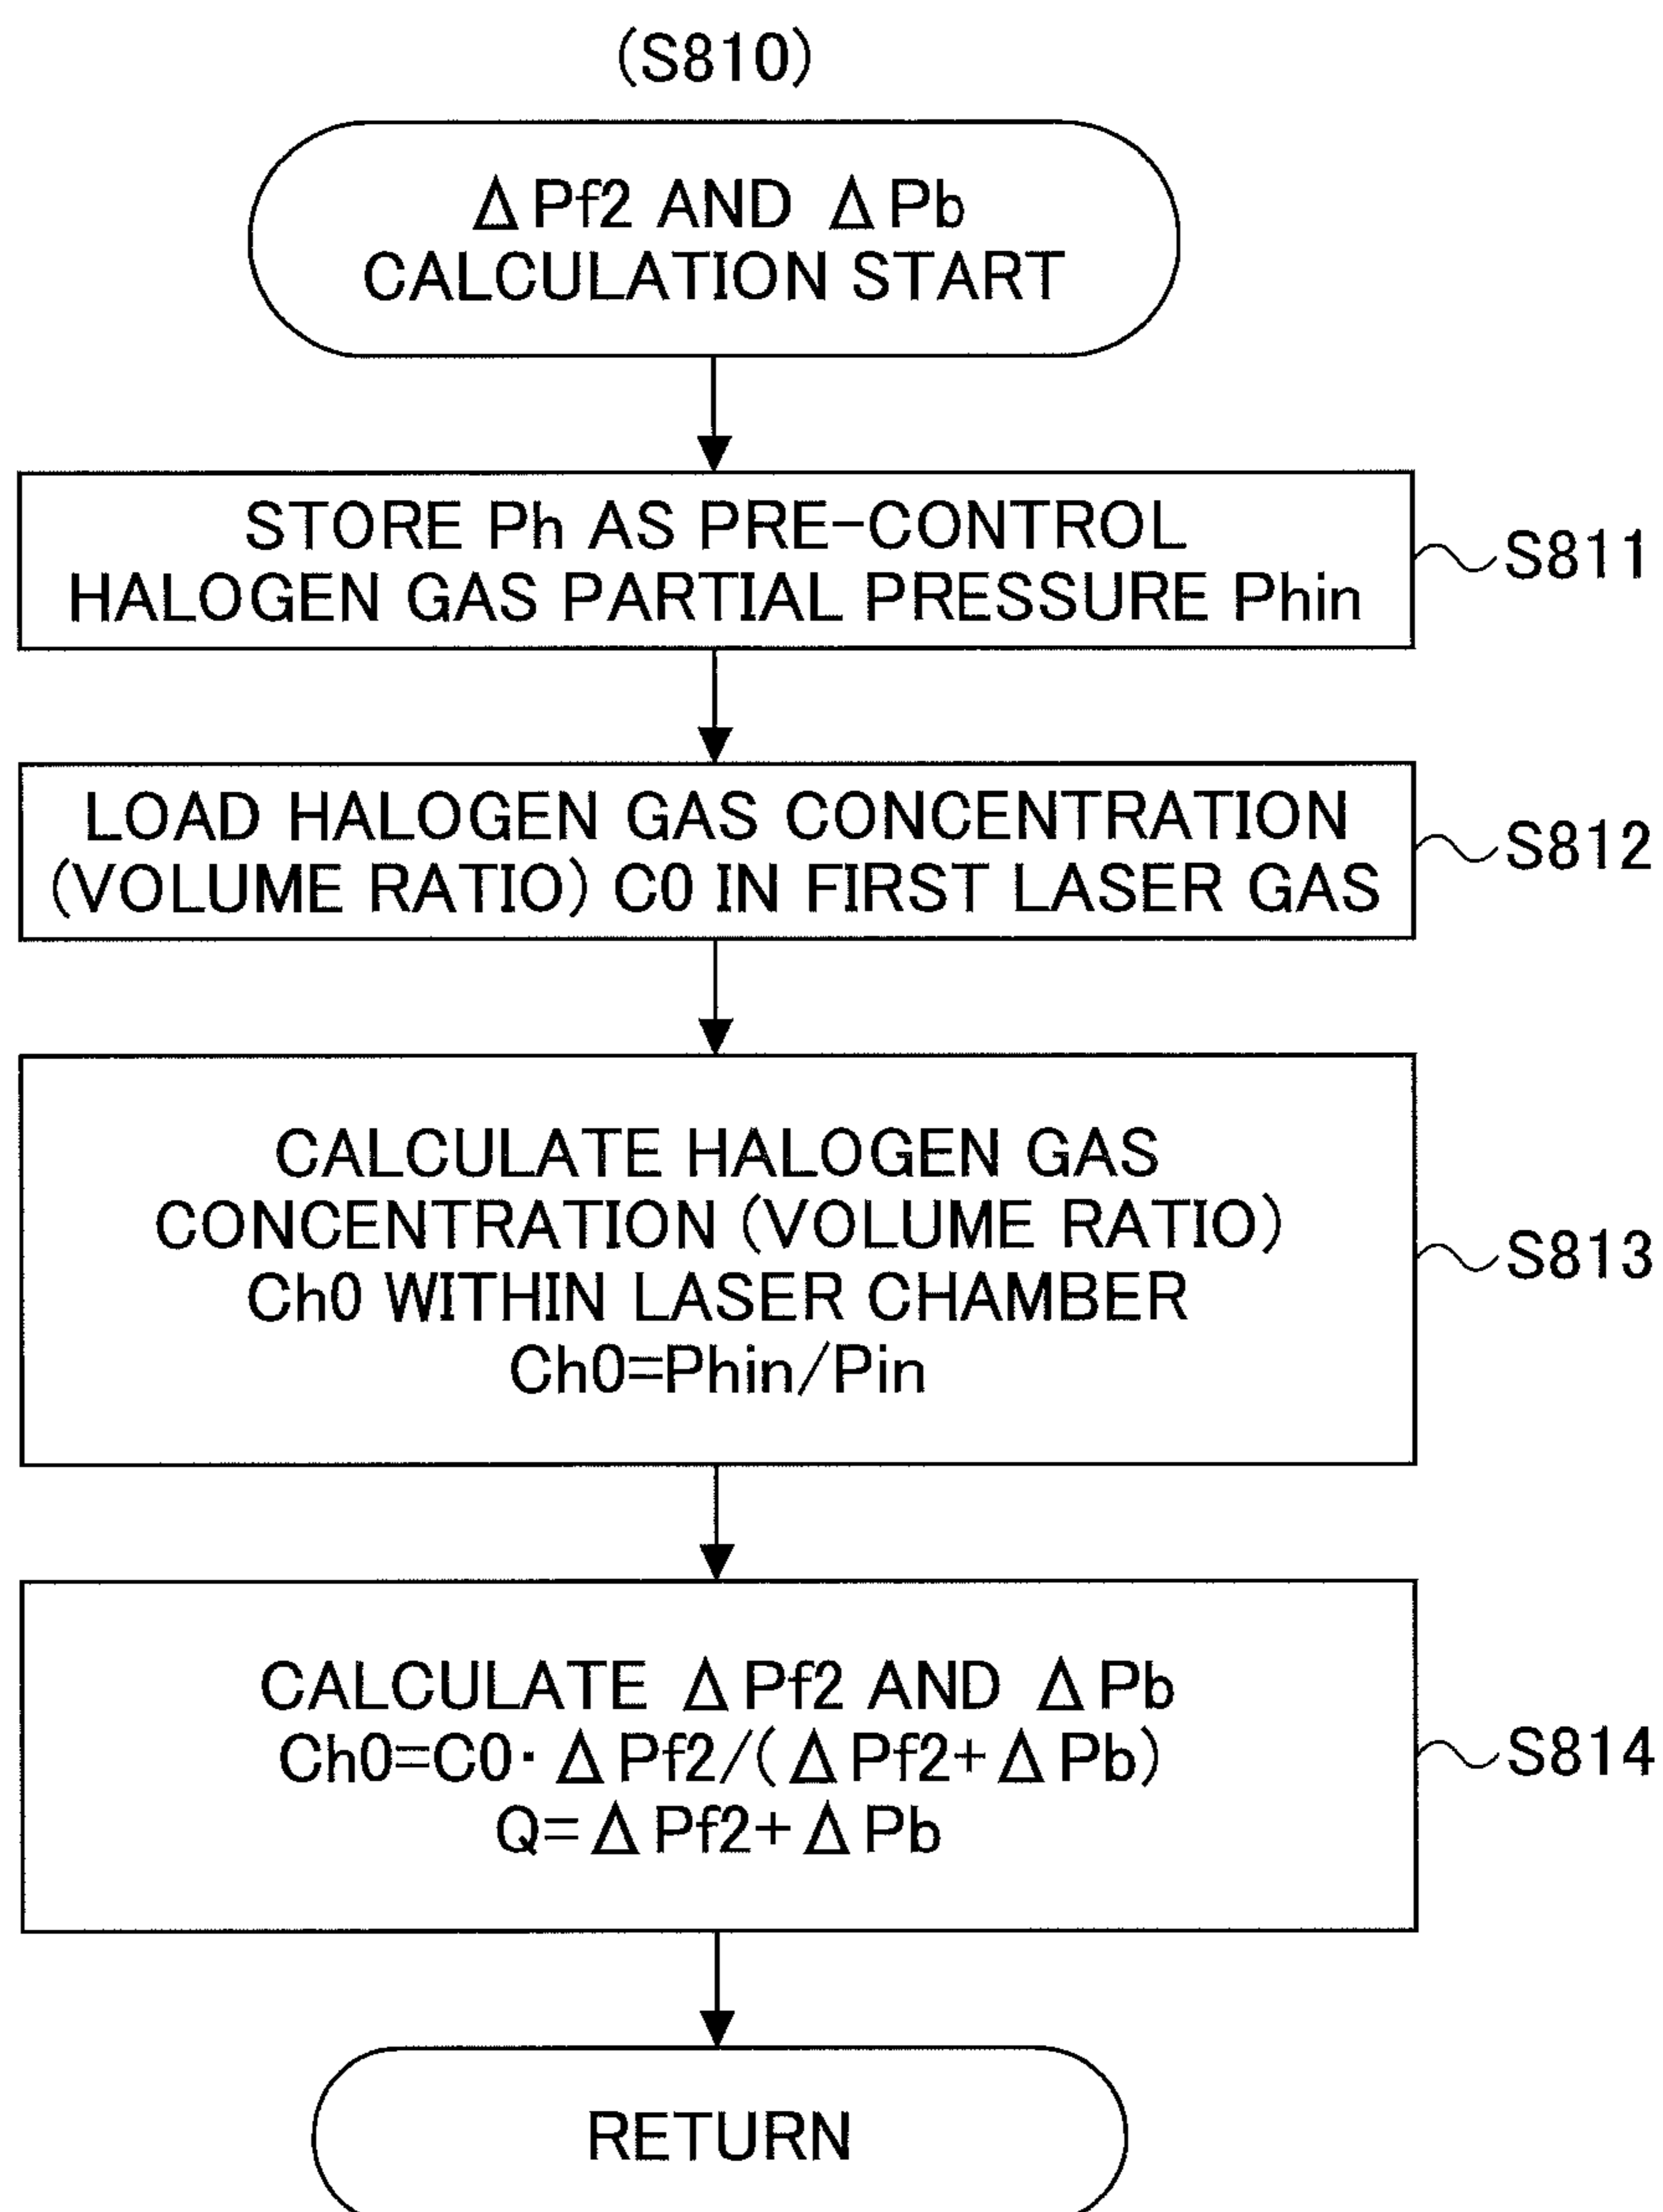 (S810)
ΔPf2 AND ΔPb
CALCULATION START
STORE Ph AS PRE-CONTROL
HALOGEN GAS PARTIAL PRESSURE Phin
S811
LOAD HALOGEN GAS CONCENTRATION
(VOLUME RATIO) C0 IN FIRST LASER GAS
S812
CALCULATE HALOGEN GAS
CONCENTRATION (VOLUME RATIO)
Ch0 WITHIN LASER CHAMBER
Ch0=Phin/Pin
S813
CALCULATE ΔPf2 AND ΔPb
Ch0=C0·ΔPf2/(ΔPf2+ΔPb)
Q=ΔPf2+ΔPb
S814
RETURN